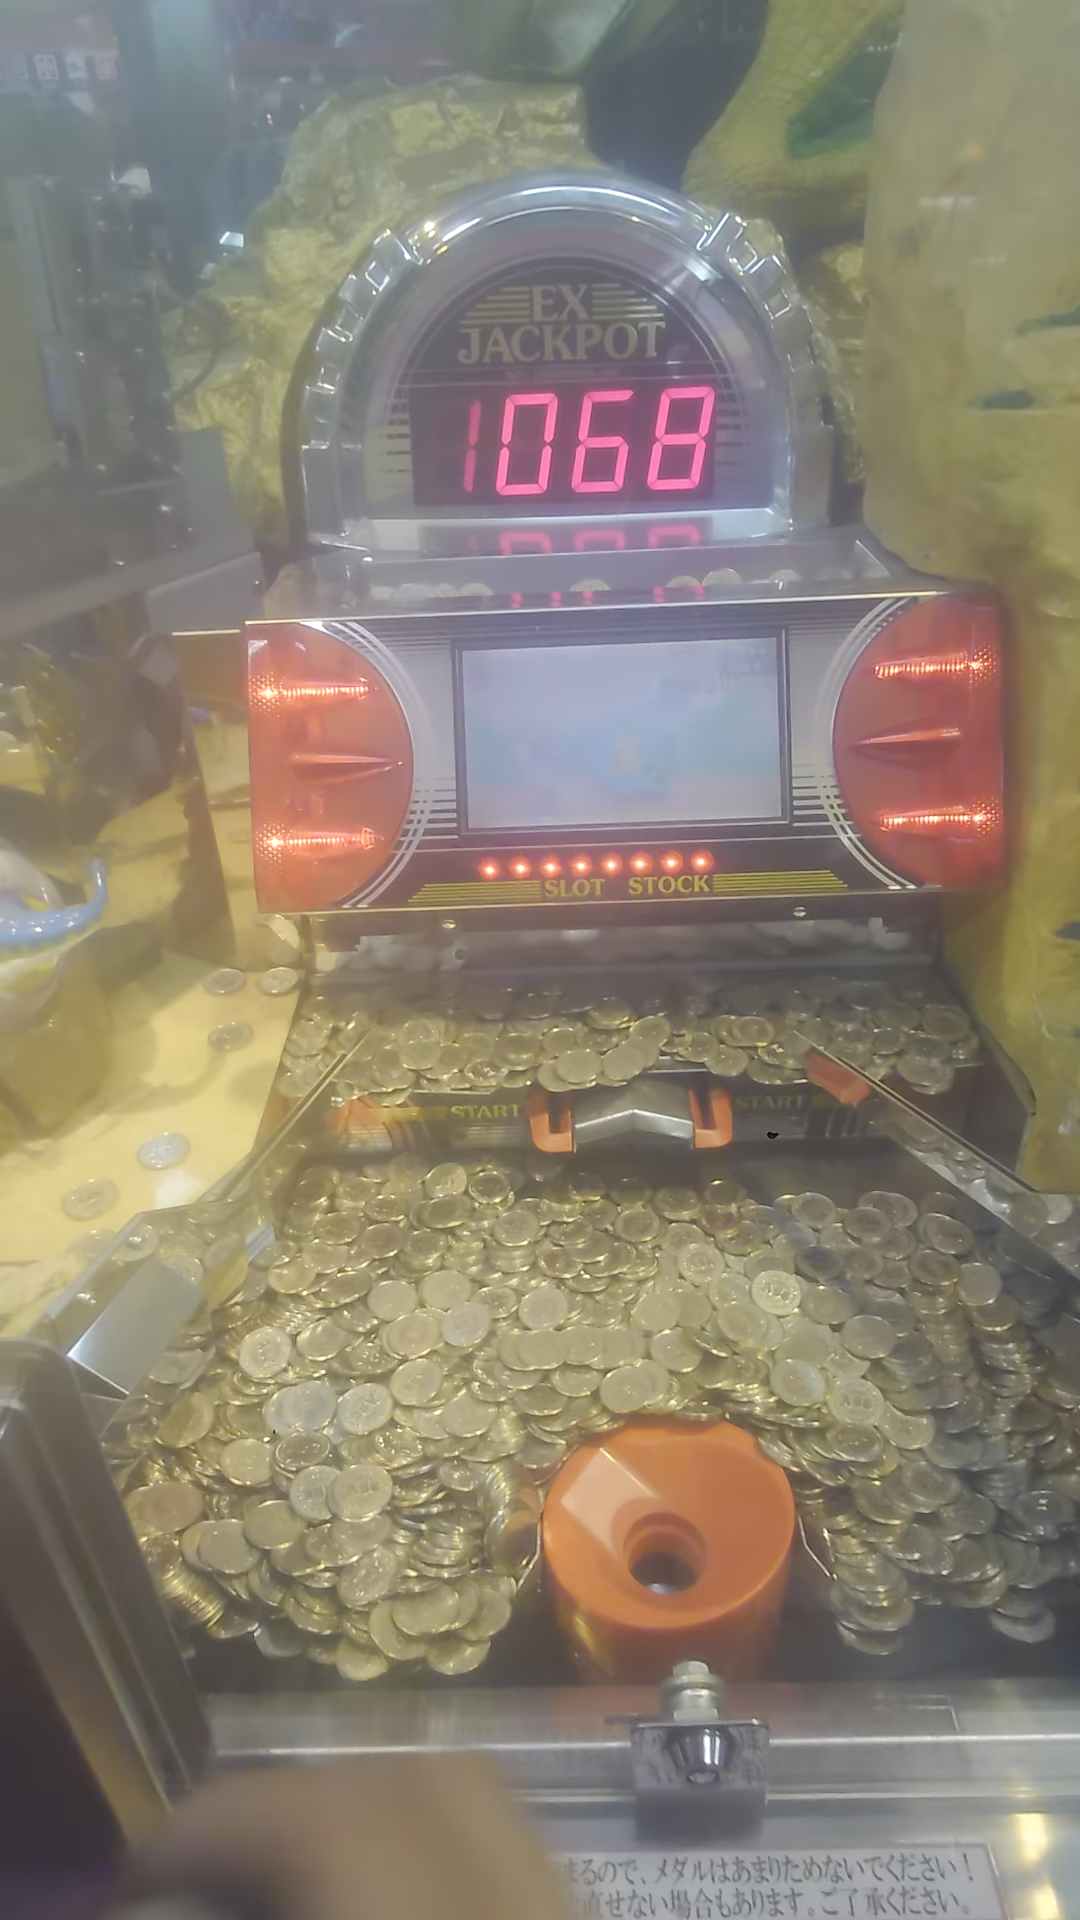 EX
JACKPOT
1068
SLOT STOCK
START START
まるので、メダルはあまりためないでください!
直せない場合もあります。ご了承ください。